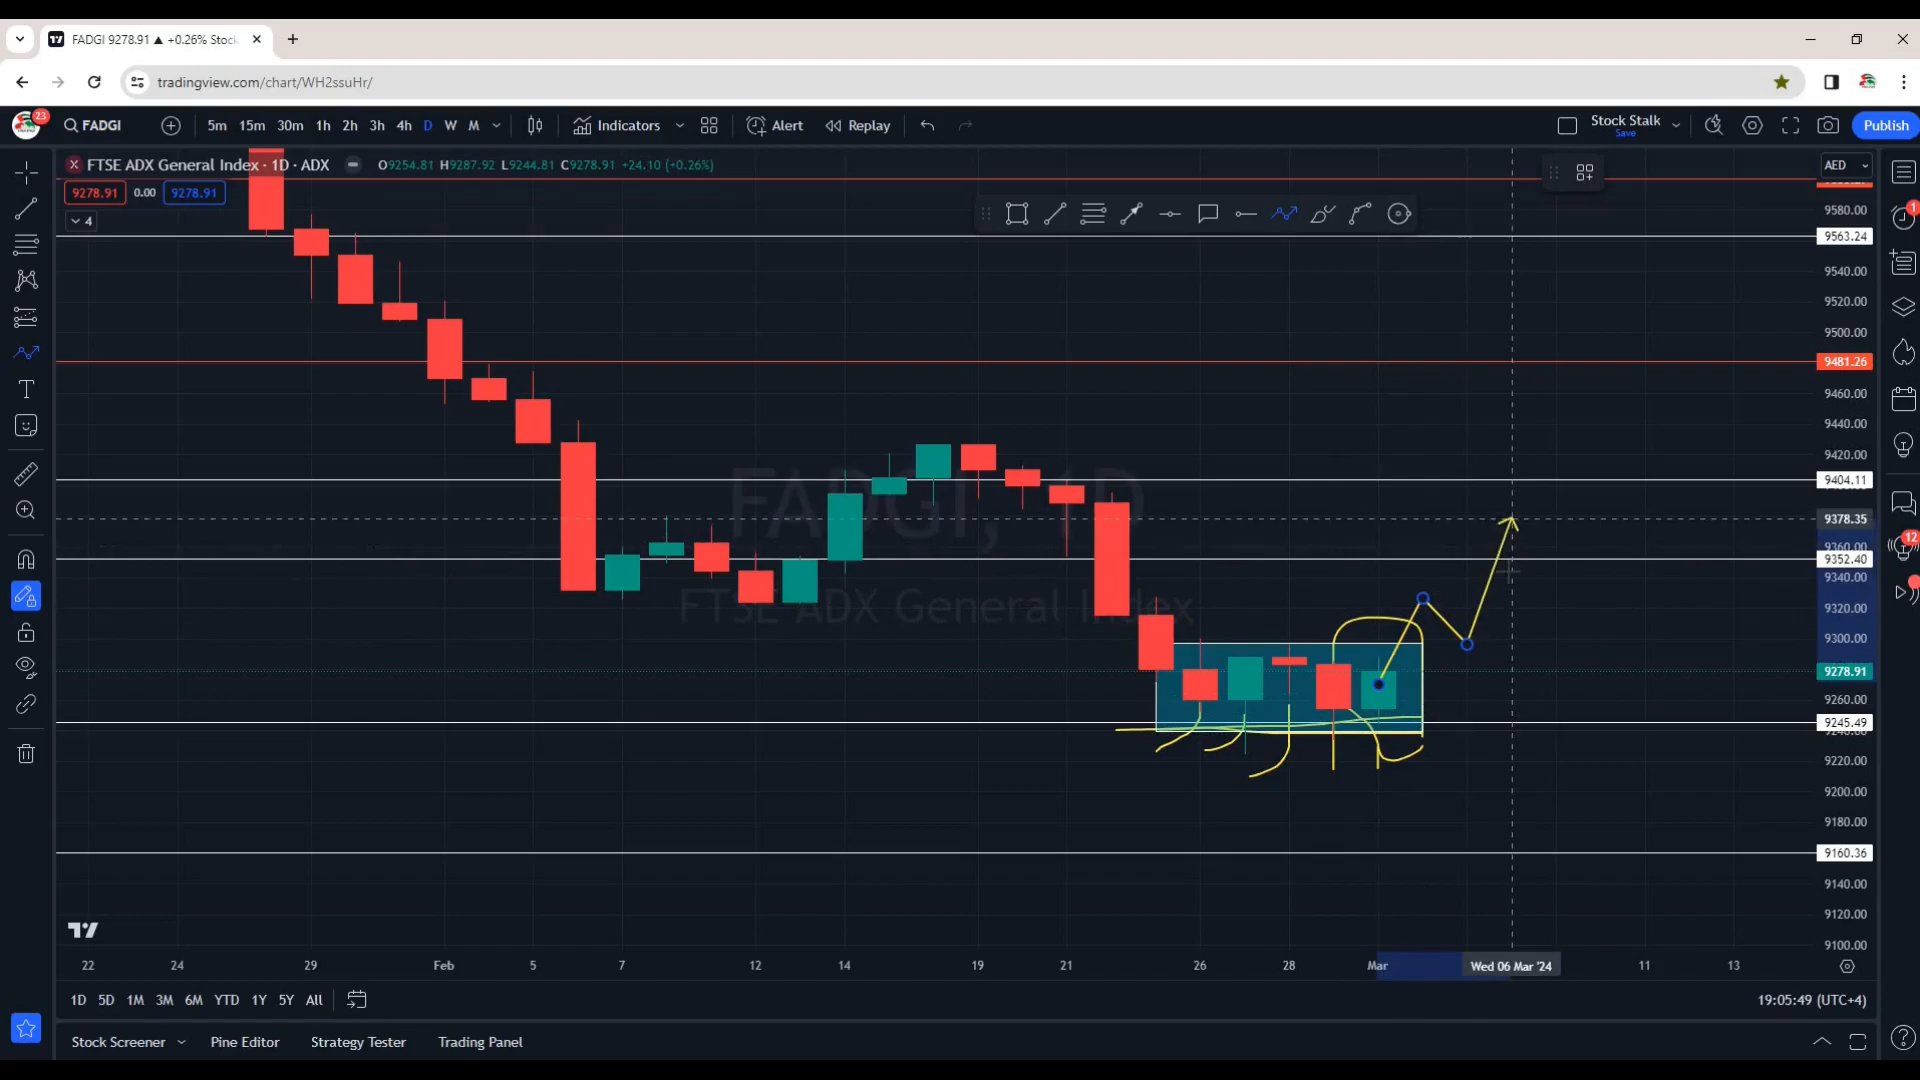 FADGI 9278.91 ▲ +0.26% Stoc
tradingview.com/chart/WH2ssuHr/
23
FADGI
5m 15m 30m 1h 2h 3h 4h D W M
Indicators
Alert
Replay
Stock Stalk
Save
Publish
X FTSE ADX General Index · 1D · ADX
O9254.81 H9287.92 L9244.81 C9278.91 +24.10 (+0.26%)
9278.91 0.00 9278.91
4
AED
FADGI, 1D
FTSE ADX General Index
9580.00
9563.24
9540.00
9520.00
9500.00
9481.26
9460.00
9440.00
9420.00
9404.11
9378.35
9360.00
9352.40
9340.00
9320.00
9300.00
9278.91
9260.00
9245.49
9220.00
9200.00
9180.00
9160.36
9140.00
9120.00
9100.00
1
12
22 24 29 Feb 5 7 12 14 19 21 26 28 Mar Wed 06 Mar '24 11 13
1D 5D 1M 3M 6M YTD 1Y 5Y All
19:05:49 (UTC+4)
Stock Screener
Pine Editor
Strategy Tester
Trading Panel